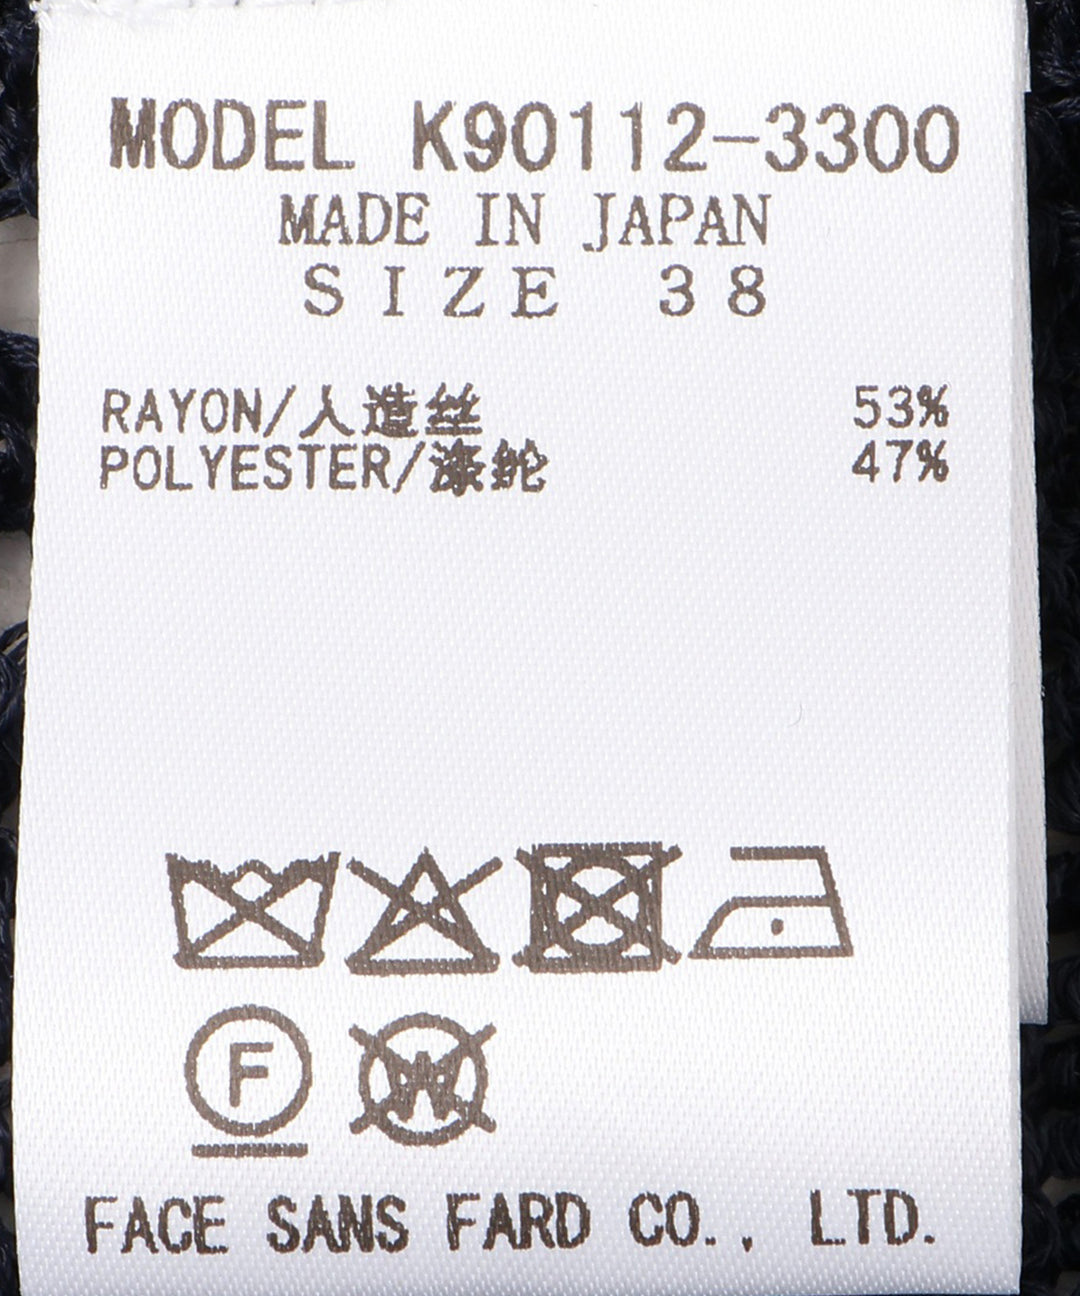 MODEL K90112-3300
MADE IN JAPAN
SIZE 38
RAYON/人造丝 53%
POLYESTER/涤纶 47%
F
W
FACE SANS FARD CO., LTD.